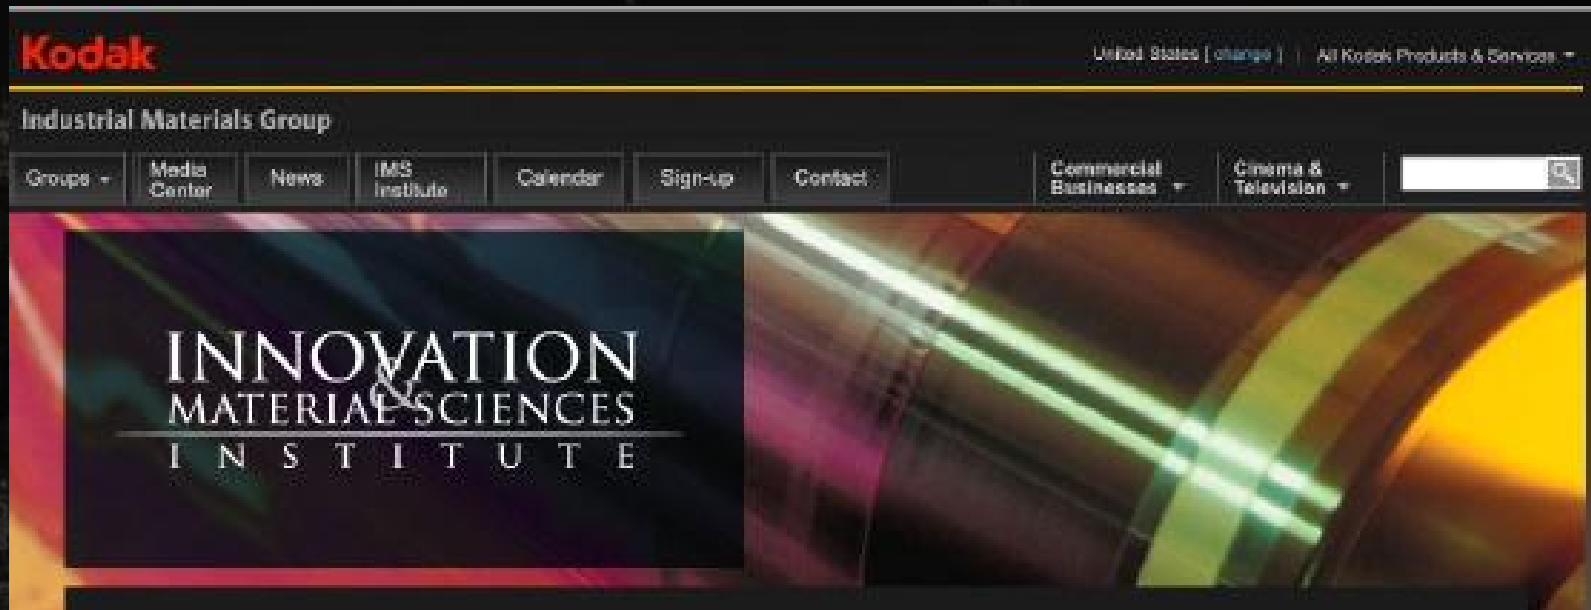 Kodak
United States [ change ] | All Kodak Products & Services
Industrial Materials Group
Groups
Media
Center
News
IMS
Institute
Calendar
Sign-up
Contact
Commercial
Businesses
Cinema &
Television
INNOVATION
&
MATERIAL SCIENCES
INSTITUTE